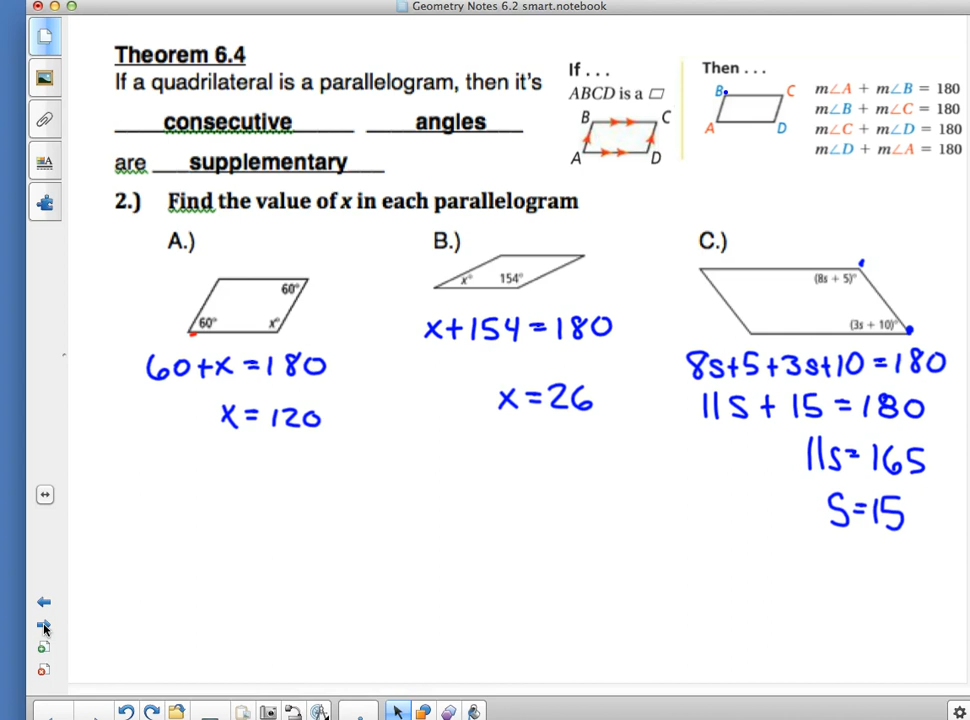 Geometry Notes 6.2 smart.notebook
Theorem 6.4
If a quadrilateral is a parallelogram, then it's
consecutive angles
are supplementary
If . . .
ABCD is a ▱
B C
A D
Then . . .
B C
A D
m∠A + m∠B = 180
m∠B + m∠C = 180
m∠C + m∠D = 180
m∠D + m∠A = 180
2.) Find the value of x in each parallelogram
A.)
60°
60° x°
60+x=180
x=120
B.)
x° 154°
x+154=180
x=26
C.)
(8s + 5)°
(3s + 10)°
8s+5+3s+10=180
11s+15=180
11s=165
s=15